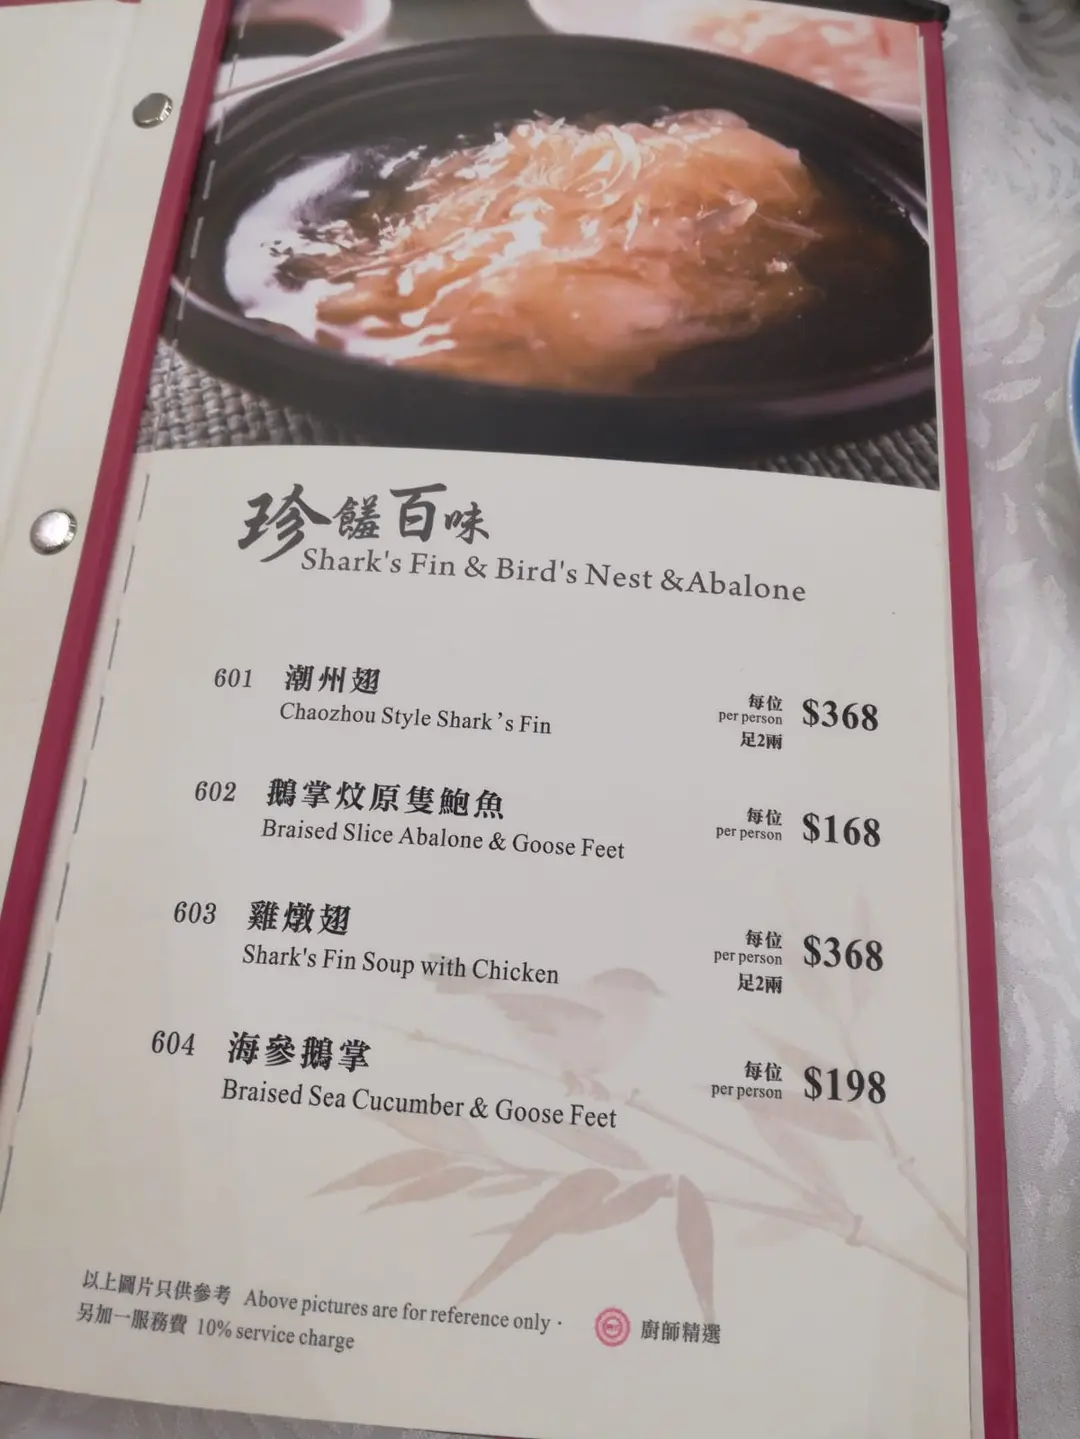 珍饈百味
Shark's Fin & Bird's Nest &Abalone
601 潮州翅
Chaozhou Style Shark’s Fin
每位
per person
足2兩
$368
602 鵝掌炆原隻鮑魚
Braised Slice Abalone & Goose Feet
每位
per person
$168
603 雞燉翅
Shark's Fin Soup with Chicken
每位
per person
足2兩
$368
604 海參鵝掌
Braised Sea Cucumber & Goose Feet
每位
per person
$198
以上圖片只供參考 Above pictures are for reference only.
另加一服務費 10% service charge
廚師精選